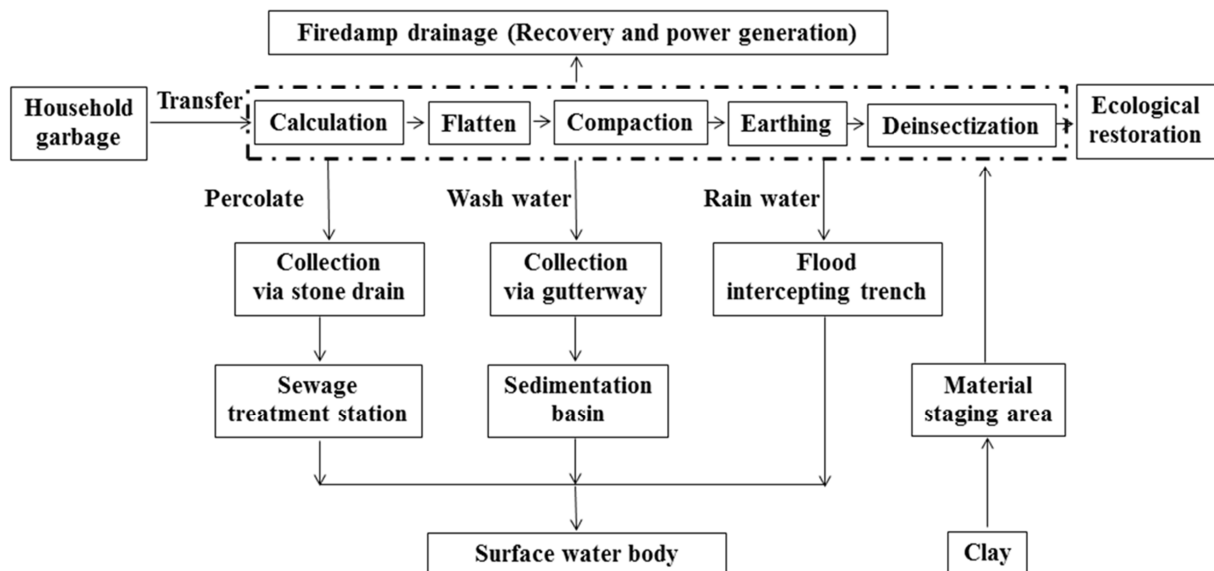 Firedamp drainage (Recovery and power generation)
Household
garbage
Transfer
Calculation
Flatten
Compaction
Earthing
Deinsectization
Ecological
restoration
Percolate
Wash water
Rain water
Collection
via stone drain
Collection
via gutterway
Flood
intercepting trench
Sewage
treatment station
Sedimentation
basin
Material
staging area
Surface water body
Clay